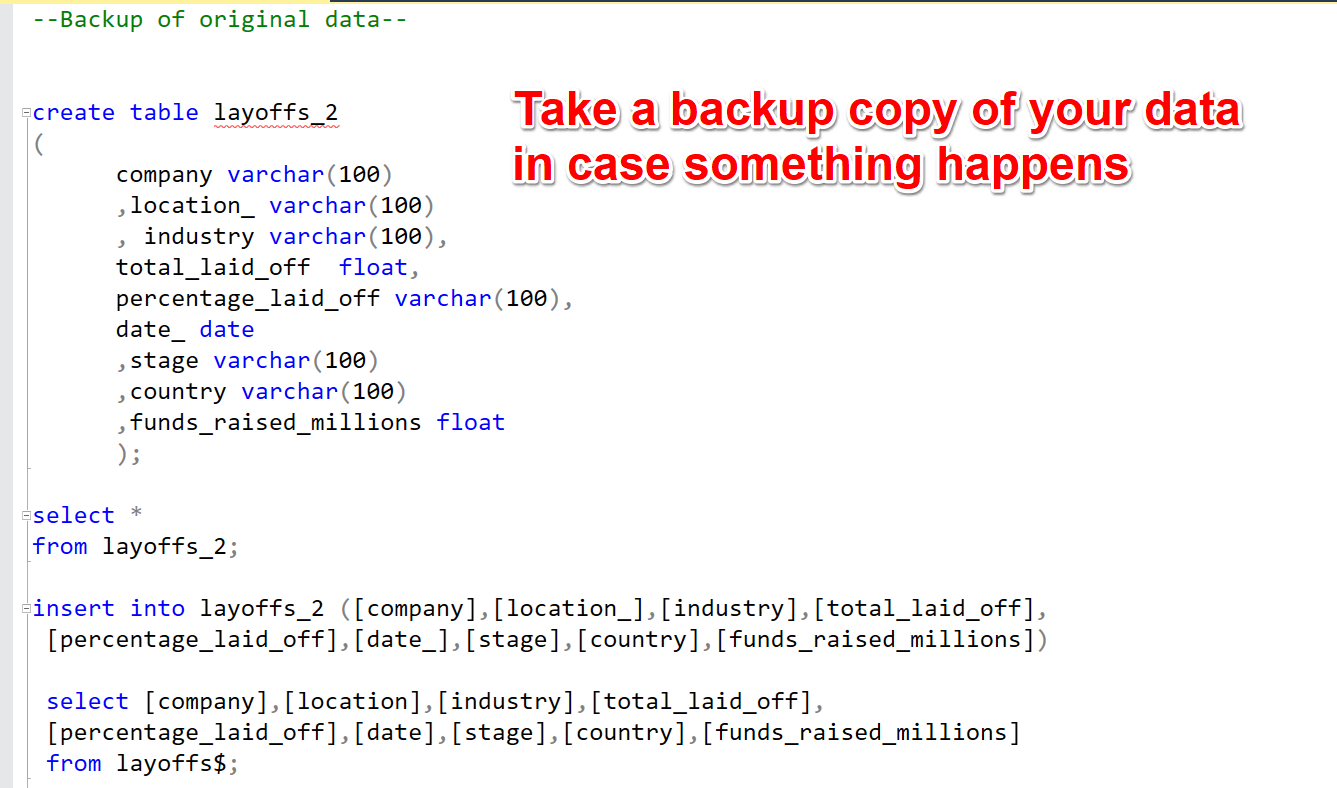 --Backup of original data--
Take a backup copy of your data
in case something happens
create table layoffs_2
(
company varchar(100)
,location_ varchar(100)
, industry varchar(100),
total_laid_off  float,
percentage_laid_off varchar(100),
date_ date
,stage varchar(100)
,country varchar(100)
,funds_raised_millions float
);
select *
from layoffs_2;
insert into layoffs_2 ([company],[location_],[industry],[total_laid_off],
[percentage_laid_off],[date_],[stage],[country],[funds_raised_millions])
select [company],[location],[industry],[total_laid_off],
[percentage_laid_off],[date],[stage],[country],[funds_raised_millions]
from layoffs$;